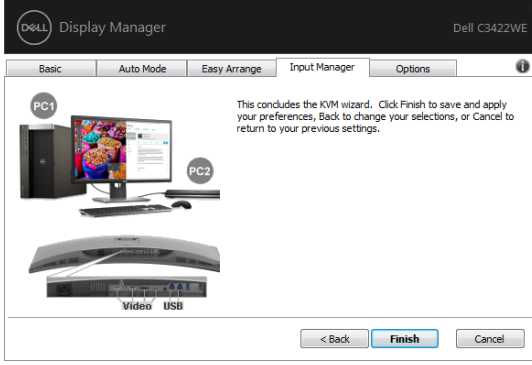 DELL Display Manager
Dell C3422WE
Basic Auto Mode Easy Arrange Input Manager Options
PC1
PC2
Video USB
This concludes the KVM wizard. Click Finish to save and apply
your preferences, Back to change your selections, or Cancel to
return to your previous settings.
< Back Finish Cancel